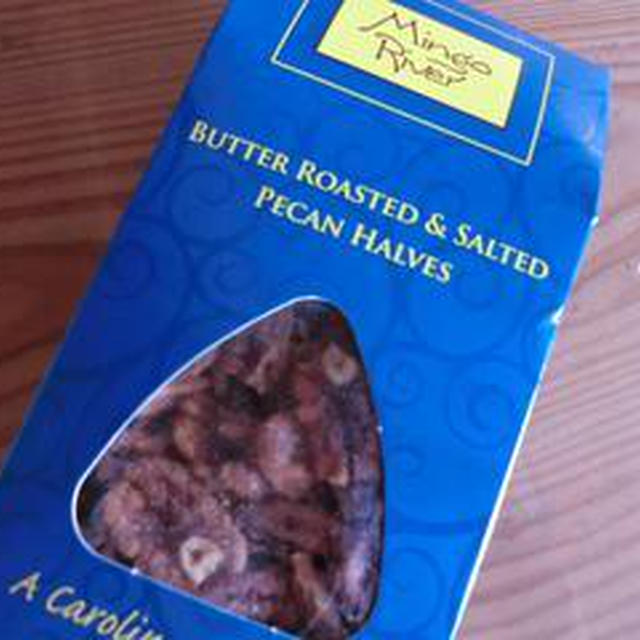 Mingo
River
BUTTER ROASTED & SALTED
PECAN HALVES
A Carolin